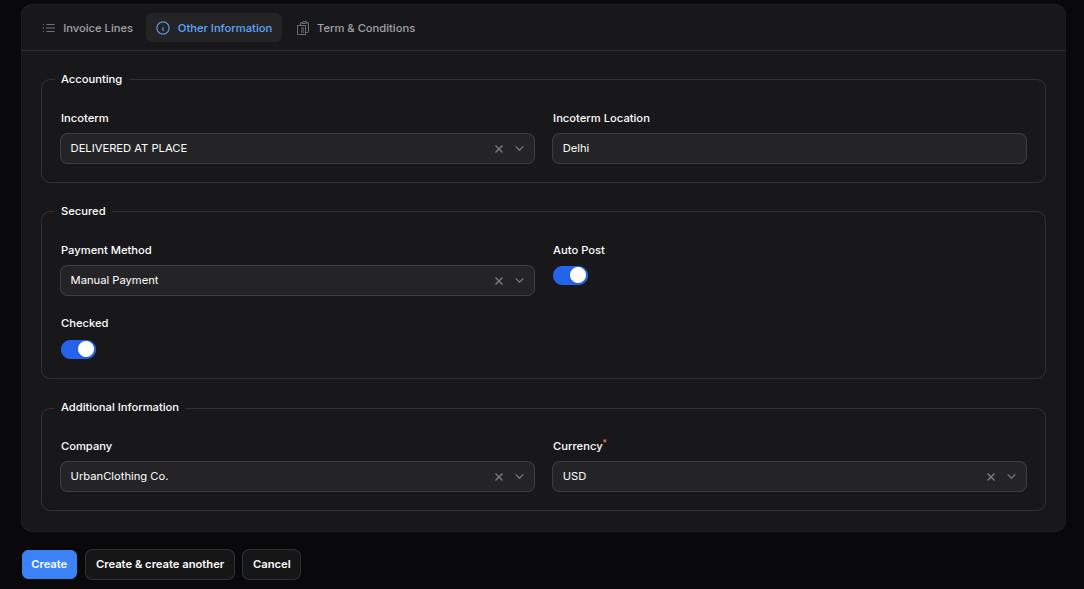 Invoice Lines Other Information Term & Conditions
Accounting
Incoterm Incoterm Location
DELIVERED AT PLACE Delhi
Secured
Payment Method Auto Post
Manual Payment
Checked
Additional Information
Company Currency*
UrbanClothing Co. USD
Create Create & create another Cancel